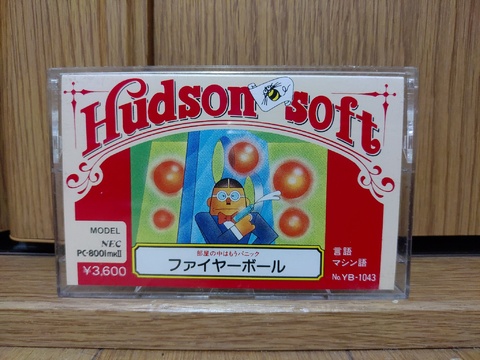 Hudson soft
MODEL
NEC
PC-8001mkII
¥3,600
部屋の中はもうパニック
ファイヤーボール
言語
マシン語
No.YB-1043